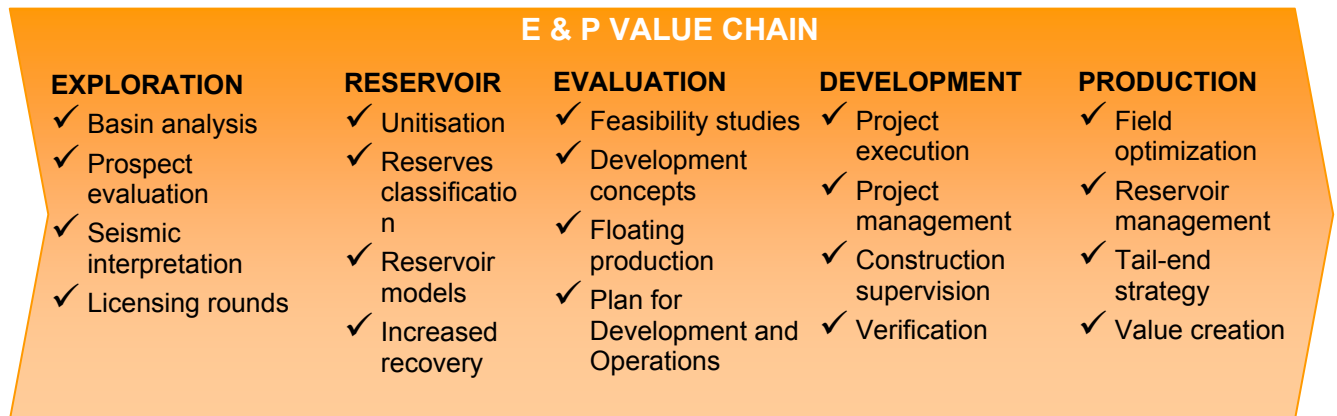 E & P VALUE CHAIN
EXPLORATION
✓ Basin analysis
✓ Prospect
evaluation
✓ Seismic
interpretation
✓ Licensing rounds
RESERVOIR
✓ Unitisation
✓ Reserves
classificatio
n
✓ Reservoir
models
✓ Increased
recovery
EVALUATION
✓ Feasibility studies
✓ Development
concepts
✓ Floating
production
✓ Plan for
Development and
Operations
DEVELOPMENT
✓ Project
execution
✓ Project
management
✓ Construction
supervision
✓ Verification
PRODUCTION
✓ Field
optimization
✓ Reservoir
management
✓ Tail-end
strategy
✓ Value creation